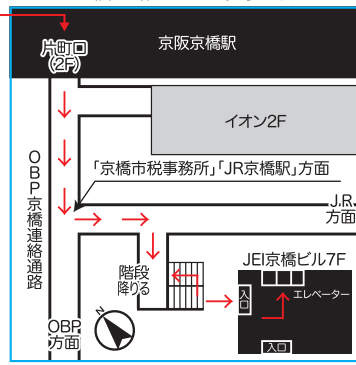 京阪京橋駅
片町口
(2F)
イオン2F
「京橋市税事務所」「JR京橋駅」方面
OBP京橋連絡通路
J.R.
方面
階段
降りる
JEI京橋ビル7F
入口
エレベーター
入口
N
OBP
方面